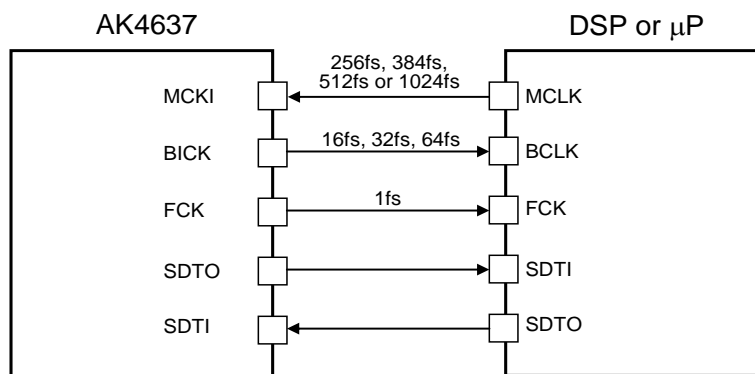 AK4637
DSP or μP
256fs, 384fs,
512fs or 1024fs
MCKI
MCLK
16fs, 32fs, 64fs
BICK
BCLK
1fs
FCK
FCK
SDTO
SDTI
SDTI
SDTO